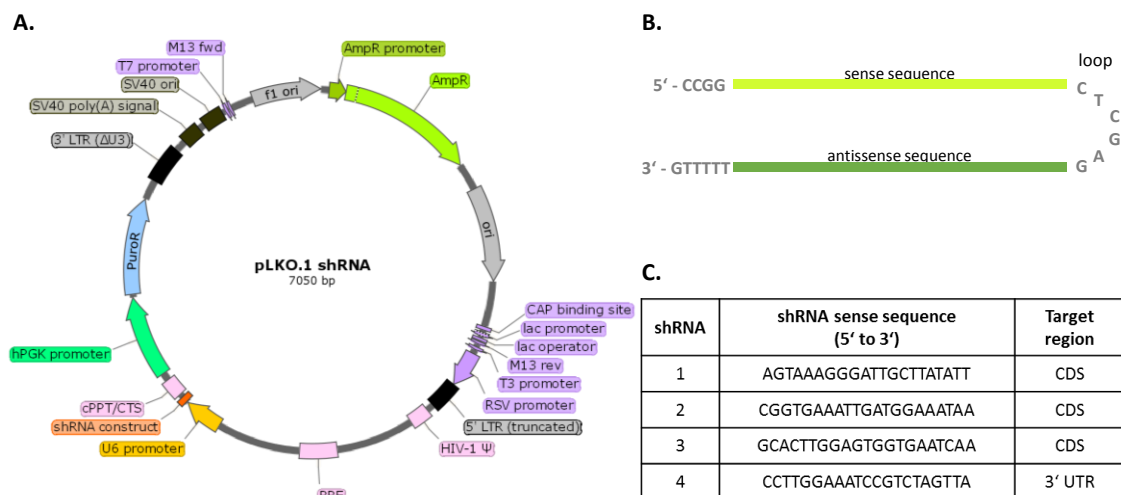 A.
M13 fwd
T7 promoter
SV40 ori
SV40 poly(A) signal
3' LTR (ΔU3)
f1 ori
AmpR promoter
AmpR
ori
PuroR
pLKO.1 shRNA
7050 bp
hPGK promoter
cPPT/CTS
shRNA construct
U6 promoter
CAP binding site
lac promoter
lac operator
M13 rev
T3 promoter
RSV promoter
5' LTR (truncated)
HIV-1 Ψ
RRE
B.
loop
5‘ - CCGG
sense sequence
C
T
C
G
A
G
3‘ - GTTTTT
antissense sequence
C.
shRNA shRNA sense sequence (5‘ to 3‘) Target region
1 AGTAAAGGGATTGCTTATATT CDS
2 CGGTGAAATTGATGGAAATAA CDS
3 GCACTTGGAGTGGTGAATCAA CDS
4 CCTTGGAAATCCGTCTAGTTA 3‘ UTR